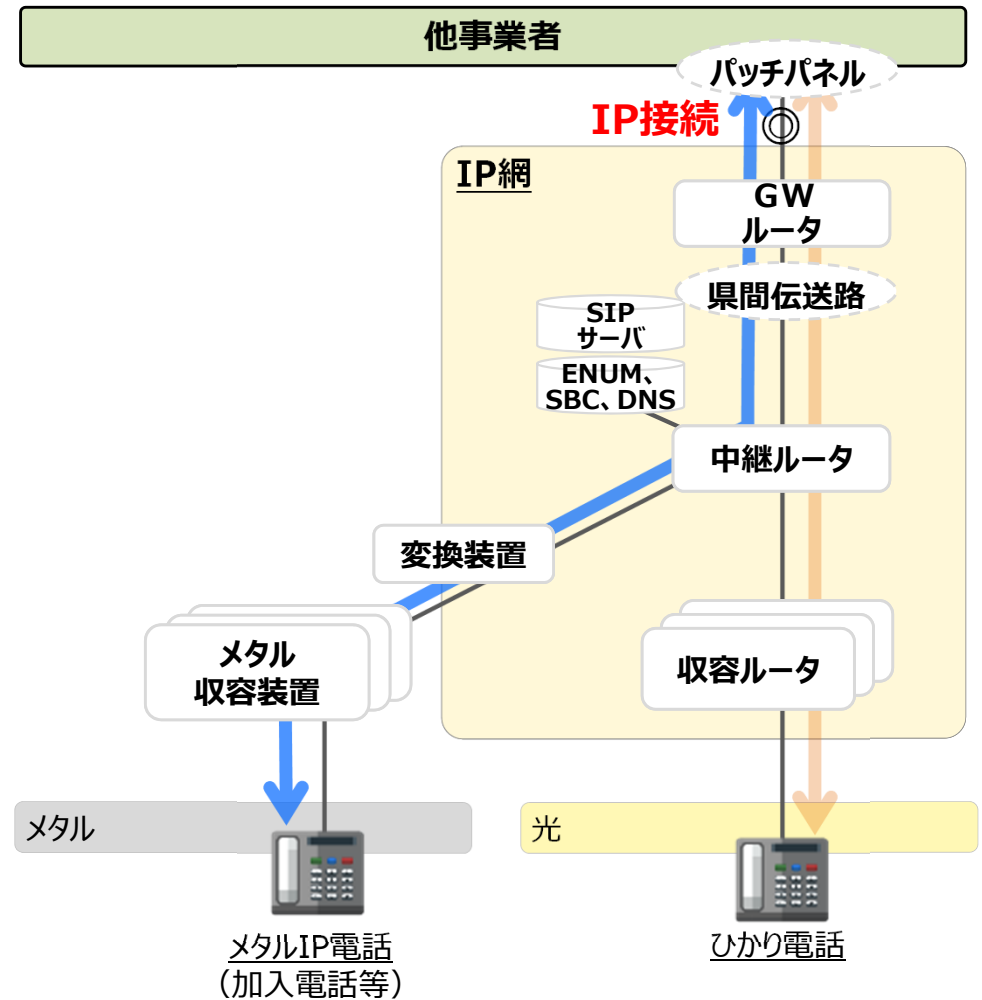 他事業者
パッチパネル
IP接続
IP網
GW
ルータ
県間伝送路
SIP
サーバ
ENUM、
SBC、DNS
中継ルータ
変換装置
メタル
収容装置
収容ルータ
メタル
光
メタルIP電話
（加入電話等）
ひかり電話